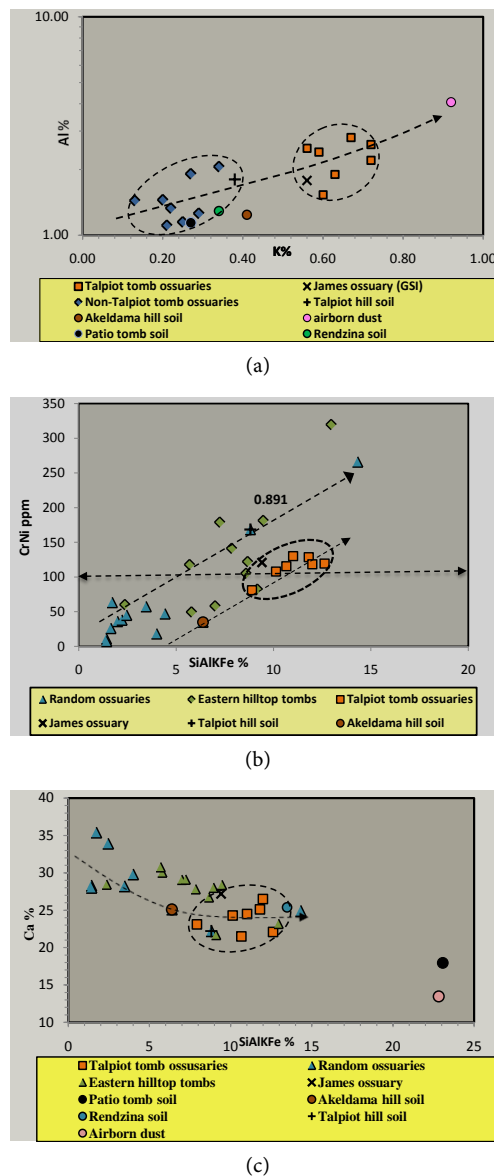 10.00
Al %
1.00
0.00 0.20 0.40 0.60 0.80 1.00
K%
Talpiot tomb ossuaries James ossuary (GSI)
Non-Talpiot tomb ossuaries Talpiot hill soil
Akeldama hill soil airborn dust
Patio tomb soil Rendzina soil
(a)
350
300
250
200
150
100
50
0
CrNi ppm
0.891
0 5 10 15 20
SiAlKFe %
Random ossuaries Eastern hilltop tombs Talpiot tomb ossuaries
James ossuary Talpiot hill soil Akeldama hill soil
(b)
40
35
30
25
20
15
10
Ca %
0 5 10 15 20 25
SiAlKFe %
Talpiot tomb ossusaries Random ossuaries
Eastern hilltop tombs James ossuary
Patio tomb soil Akeldama hill soil
Rendzina soil Talpiot hill soil
Airborn dust
(c)